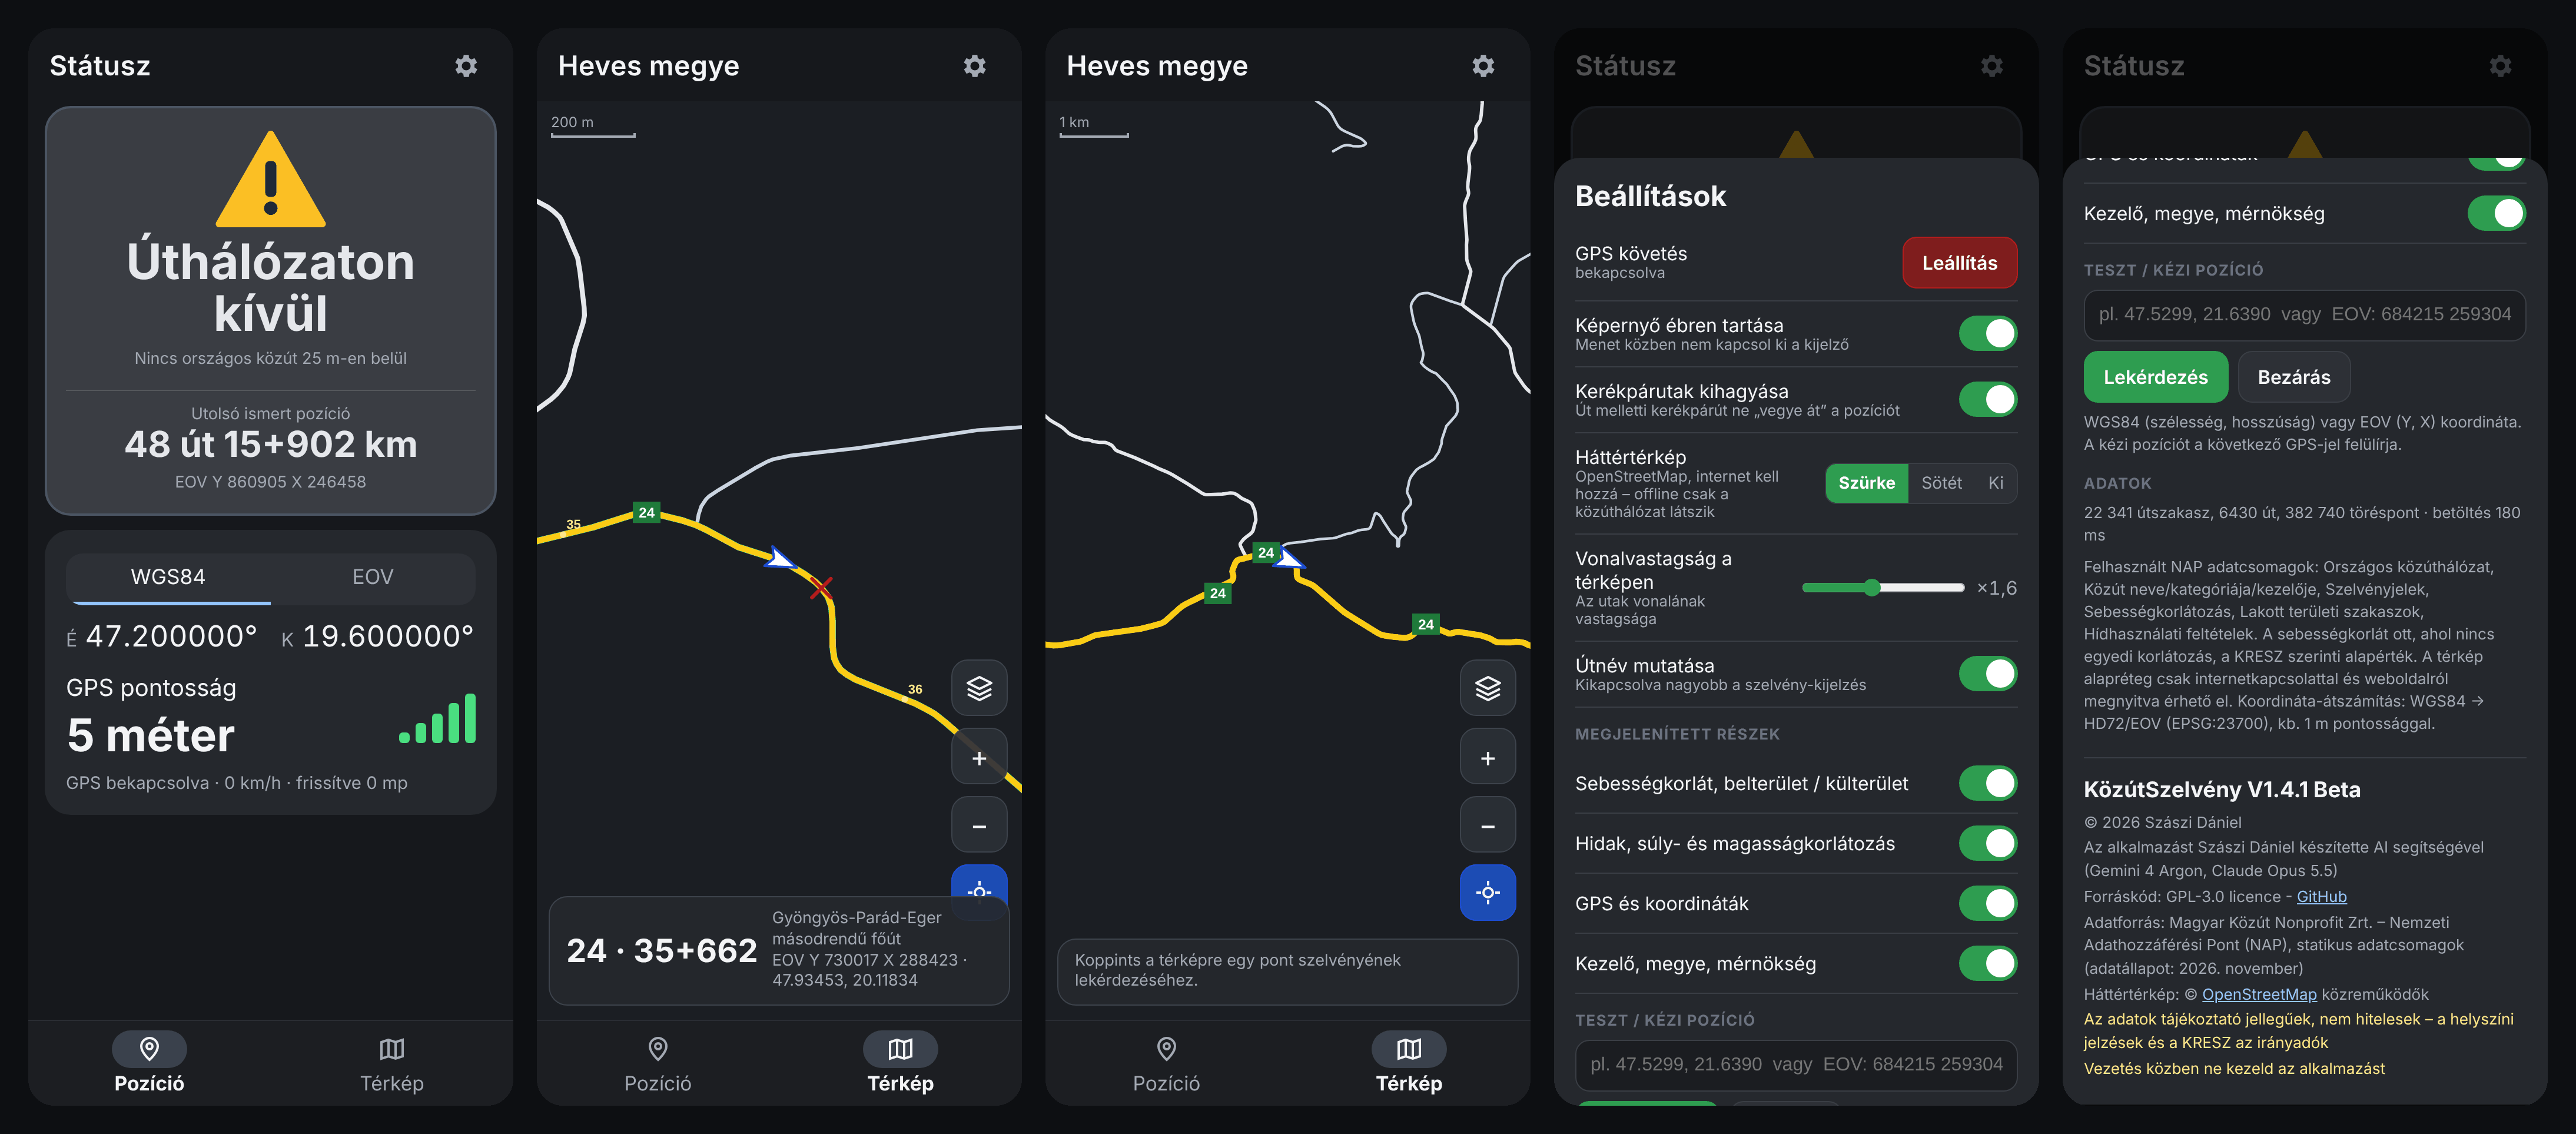 Státusz
Úthálózaton
kívül
Nincs országos közút 25 m-en belül
Utolsó ismert pozíció
48 út 15+902 km
EOV Y 860905 X 246458
WGS84
EOV
É 47.200000°
K 19.600000°
GPS pontosság
5 méter
GPS bekapcsolva · 0 km/h · frissítve 0 mp
Pozíció
Térkép
Heves megye
200 m
35
24
36
+
−
24 · 35+662
Gyöngyös-Parád-Eger
másodrendű főút
EOV Y 730017 X 288423 ·
47.93453, 20.11834
Pozíció
Térkép
Heves megye
1 km
24
24
24
+
−
Koppints a térképre egy pont szelvényének
lekérdezéséhez.
Pozíció
Térkép
Státusz
Beállítások
GPS követés
bekapcsolva
Leállítás
Képernyő ébren tartása
Menet közben nem kapcsol ki a kijelző
Kerékpárutak kihagyása
Út melletti kerékpárút ne „vegye át” a pozíciót
Háttértérkép
OpenStreetMap, internet kell
hozzá – offline csak a
közúthálózat látszik
Szürke
Sötét
Ki
Vonalvastagság a
térképen
Az utak vonalának
vastagsága
×1,6
Útnév mutatása
Kikapcsolva nagyobb a szelvény-kijelzés
MEGJELENÍTETT RÉSZEK
Sebességkorlát, belterület / külterület
Hidak, súly- és magasságkorlátozás
GPS és koordináták
Kezelő, megye, mérnökség
TESZT / KÉZI POZÍCIÓ
pl. 47.5299, 21.6390 vagy EOV: 684215 259304
Státusz
GPS és koordináták
Kezelő, megye, mérnökség
TESZT / KÉZI POZÍCIÓ
pl. 47.5299, 21.6390 vagy EOV: 684215 259304
Lekérdezés
Bezárás
WGS84 (szélesség, hosszúság) vagy EOV (Y, X) koordináta.
A kézi pozíciót a következő GPS-jel felülírja.
ADATOK
22 341 útszakasz, 6430 út, 382 740 töréspont · betöltés 180
ms
Felhasznált NAP adatcsomagok: Országos közúthálózat,
Közút neve/kategóriája/kezelője, Szelvényjelek,
Sebességkorlátozás, Lakott területi szakaszok,
Hídhasználati feltételek. A sebességkorlát ott, ahol nincs
egyedi korlátozás, a KRESZ szerinti alapérték. A térkép
alapréteg csak internetkapcsolattal és weboldalról
megnyitva érhető el. Koordináta-átszámítás: WGS84 →
HD72/EOV (EPSG:23700), kb. 1 m pontossággal.
KözútSzelvény V1.4.1 Beta
© 2026 Szászi Dániel
Az alkalmazást Szászi Dániel készítette AI segítségével
(Gemini 4 Argon, Claude Opus 5.5)
Forráskód: GPL-3.0 licence - GitHub
Adatforrás: Magyar Közút Nonprofit Zrt. – Nemzeti
Adathozzáférési Pont (NAP), statikus adatcsomagok
(adatállapot: 2026. november)
Háttértérkép: © OpenStreetMap közreműködők
Az adatok tájékoztató jellegűek, nem hitelesek – a helyszíni
jelzések és a KRESZ az irányadók
Vezetés közben ne kezeld az alkalmazást